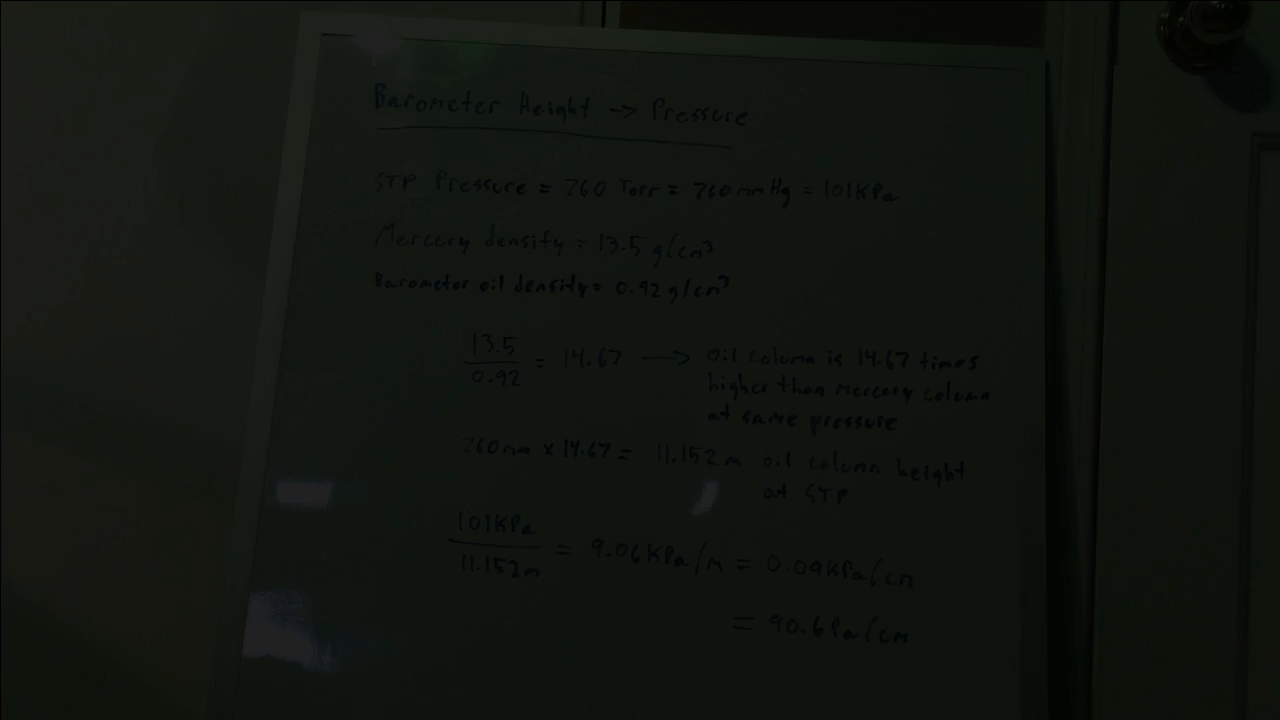 Barometer Height → Pressure
STP Pressure = 760 Torr = 760 mm Hg = 101KPa
Mercury density = 13.5 g/cm³
Barometer oil density = 0.92 g/cm³
13.5 / 0.92 = 14.67 → Oil column is 14.67 times
higher than mercury column
at same pressure
760mm × 14.67 = 11.152m oil column height
at STP
101KPa / 11.152m = 9.06KPa/m = 0.09KPa/cm
= 90.6Pa/cm